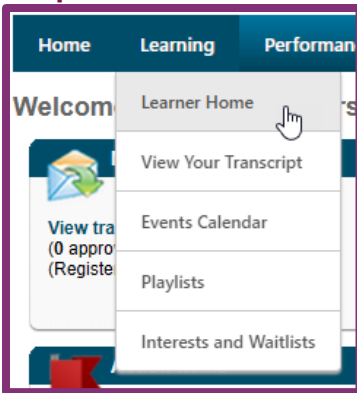 Home Learning Performan
Welcom rs
Learner Home
View Your Transcript
View tra
Events Calendar
(0 appro
(Register
Playlists
Interests and Waitlists